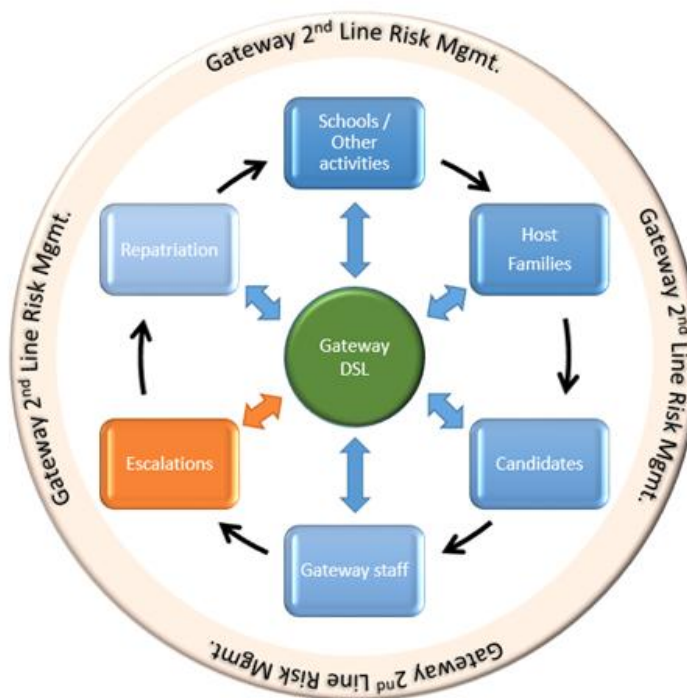 Gateway 2nd Line Risk Mgmt.
Schools /
Other
activities
Repatriation
Host
Families
Gateway 2nd Line Risk Mgmt.
Gateway 2nd Line Risk Mgmt.
Gateway
DSL
Escalations
Candidates
Gateway staff
Gateway 2nd Line Risk Mgmt.